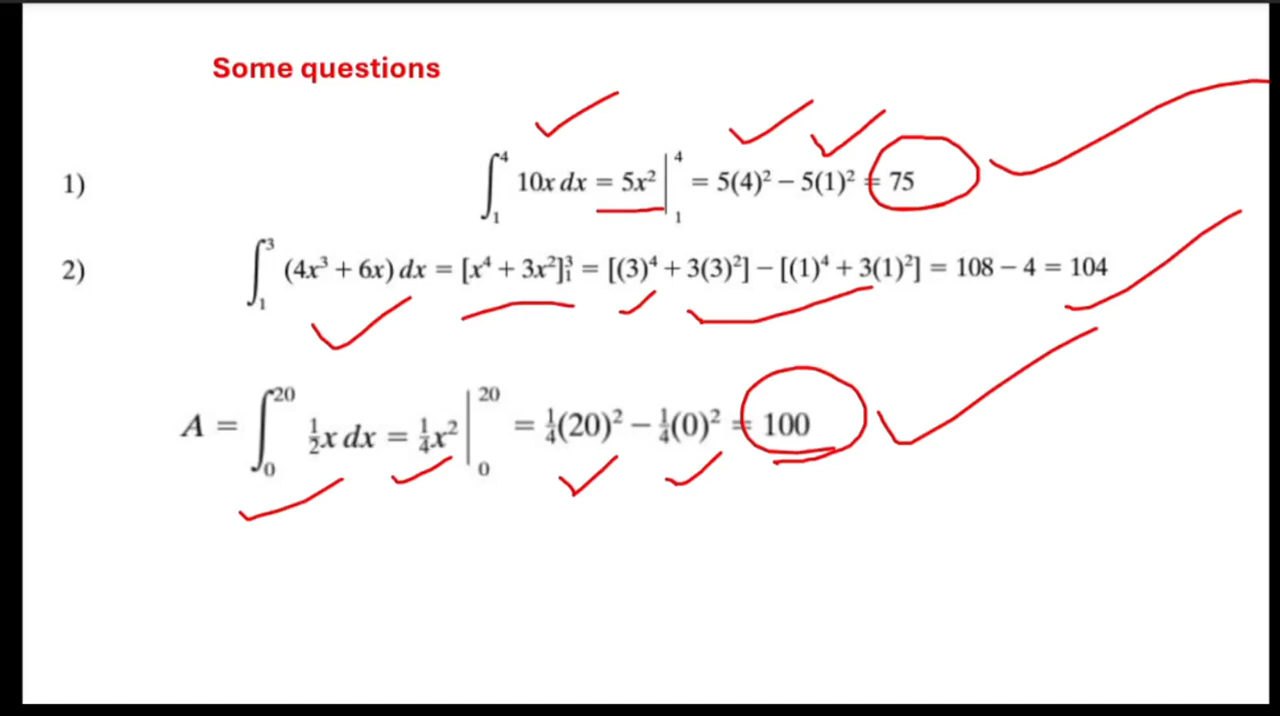 Some questions
1) ∫₁⁴ 10x dx = 5x² |₁⁴ = 5(4)² – 5(1)² = 75
2) ∫₁³ (4x³ + 6x) dx = [x⁴ + 3x²]₁³ = [(3)⁴ + 3(3)²] – [(1)⁴ + 3(1)²] = 108 – 4 = 104
A = ∫₀²⁰ ½x dx = ¼x² |₀²⁰ = ¼(20)² – ¼(0)² = 100